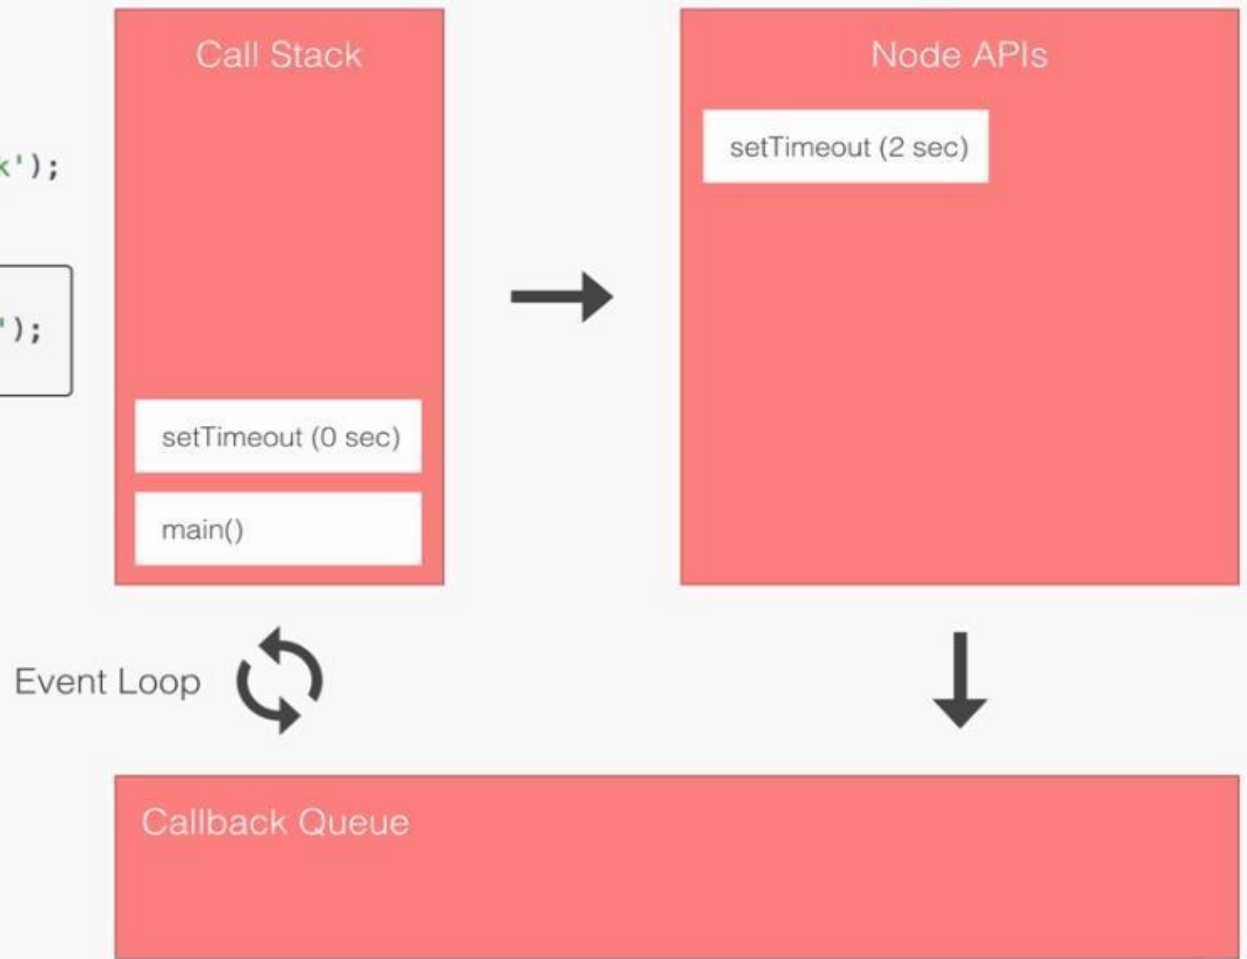 Call Stack
Node APIs
setTimeout (2 sec)
k');
');
setTimeout (0 sec)
main()
Event Loop
Callback Queue